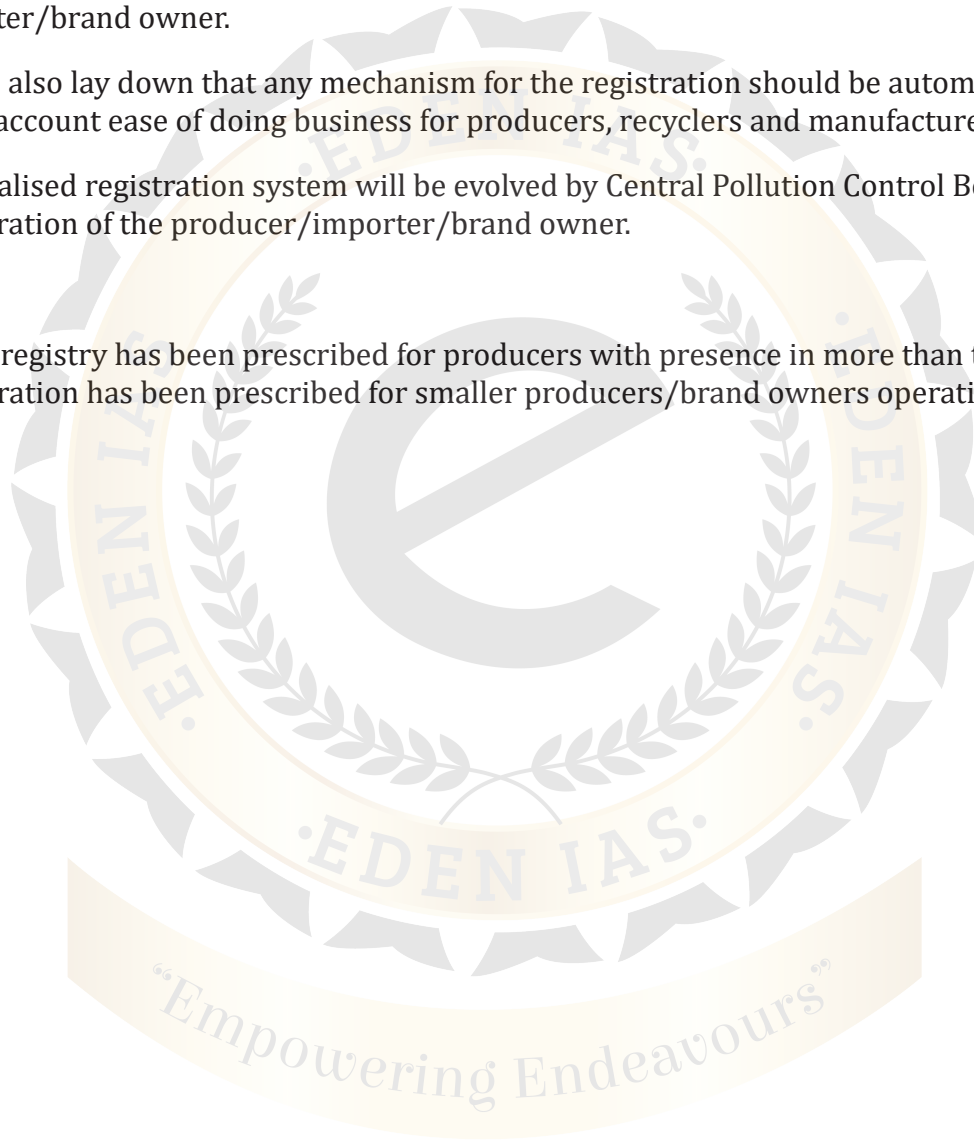 ter/brand owner.
also lay down that any mechanism for the registration should be autom
account ease of doing business for producers, recyclers and manufacture
alised registration system will be evolved by Central Pollution Control B
ration of the producer/importer/brand owner.
registry has been prescribed for producers with presence in more than
ration has been prescribed for smaller producers/brand owners operati
·EDEN IAS·
·EDEN IAS·
·EDEN IAS·
·EDEN IAS·
e
"Empowering Endeavours"